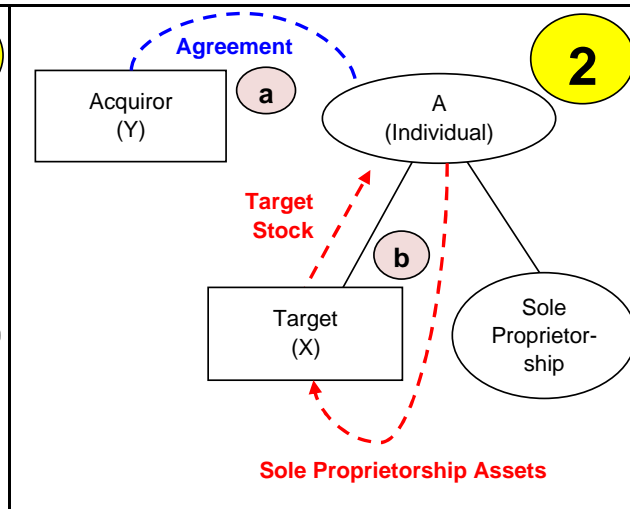 Agreement
2
Acquiror
(Y)
a
A
(Individual)
Target
Stock
b
Target
(X)
Sole
Proprietor-
ship
Sole Proprietorship Assets